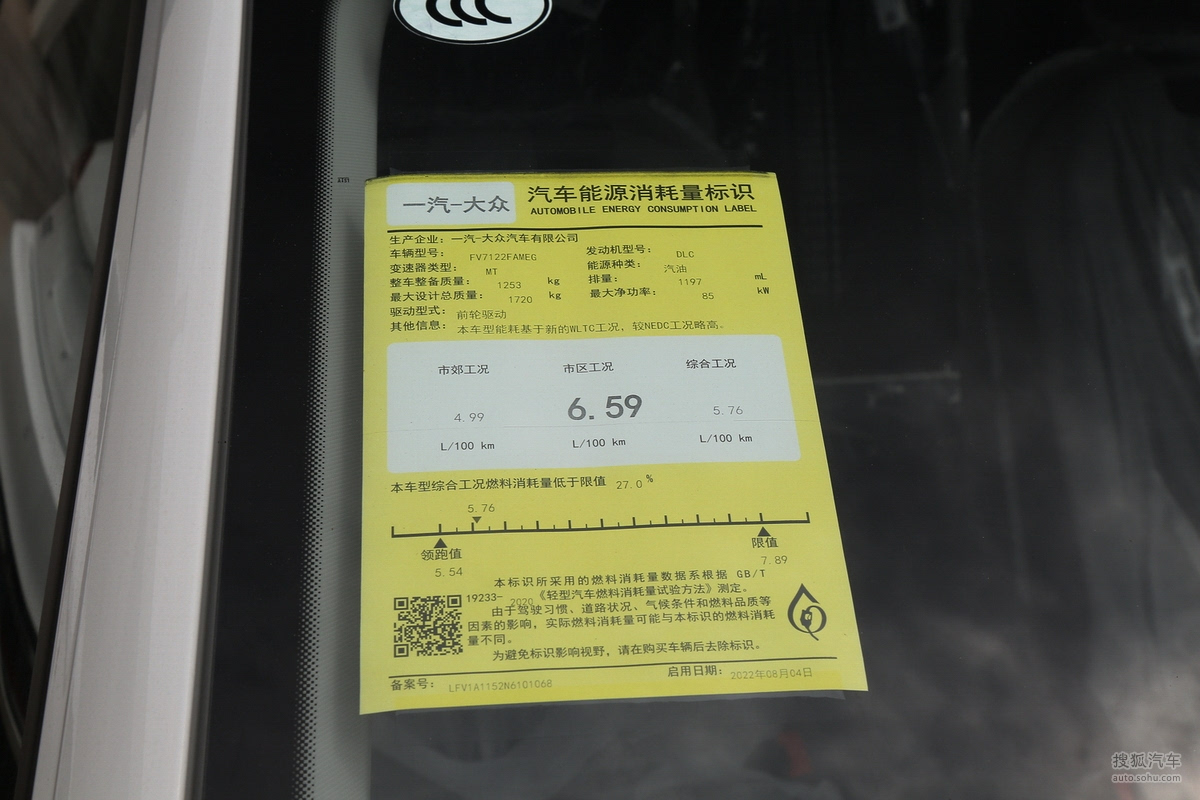 一汽-大众
汽车能源消耗量标识
AUTOMOBILE ENERGY CONSUMPTION LABEL
生产企业：一汽-大众汽车有限公司
车辆型号： FV7122FAMEG 发动机型号： DLC
变速器类型： MT 能源种类： 汽油
整车整备质量： 1253 kg 排量： 1197 mL
最大设计总质量： 1720 kg 最大净功率： 85 kW
驱动型式： 前轮驱动
其他信息： 本车型能耗基于新的WLTC工况，较NEDC工况略高。
市郊工况 市区工况 综合工况
4.99 6.59 5.76
L/100 km L/100 km L/100 km
本车型综合工况燃料消耗量低于限值 27.0 %
5.76
领跑值 限值
5.54 7.89
本标识所采用的燃料消耗量数据系根据 GB/T
19233- 2020《轻型汽车燃料消耗量试验方法》测定。
由于驾驶习惯、道路状况、气候条件和燃料品质等
因素的影响，实际燃料消耗量可能与本标识的燃料消耗
量不同。
为避免标识影响视野，请在购买车辆后去除标识。
备案号： LFV1A1152N6101068 启用日期： 2022年08月04日
搜狐汽车
auto.sohu.com